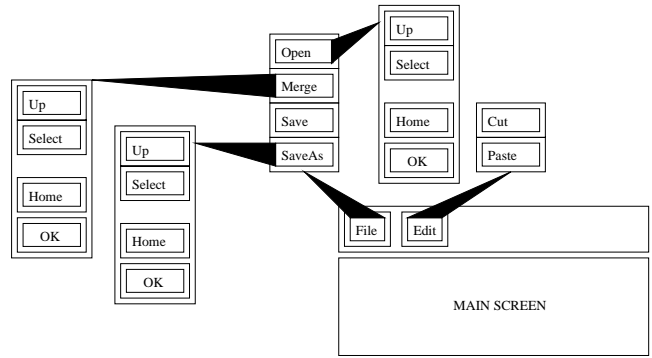 Up
Select
Home
OK
Open
Merge
Save
SaveAs
Up
Select
Home
OK
Up
Select
Home
OK
Cut
Paste
File
Edit
MAIN SCREEN